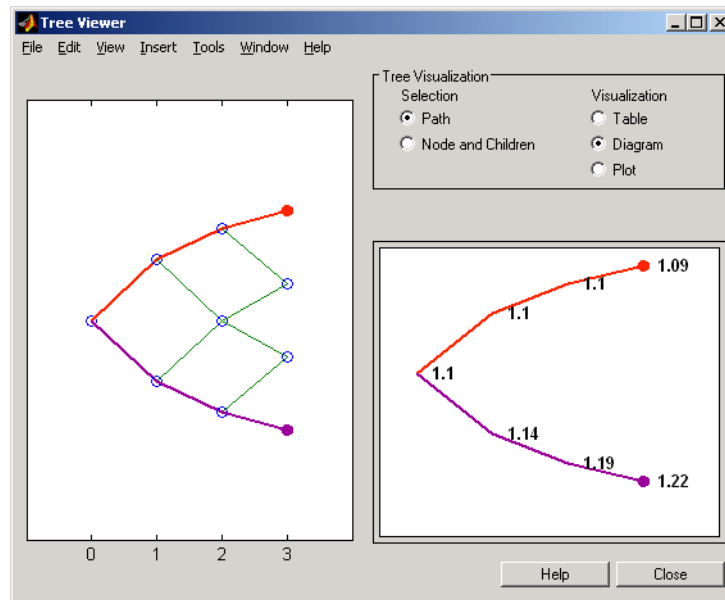 Tree Viewer
File Edit View Insert Tools Window Help
Tree Visualization
Selection
Path
Node and Children
Visualization
Table
Diagram
Plot
0 1 2 3
1.09
1.1
1.1
1.1
1.14
1.19
1.22
Help Close